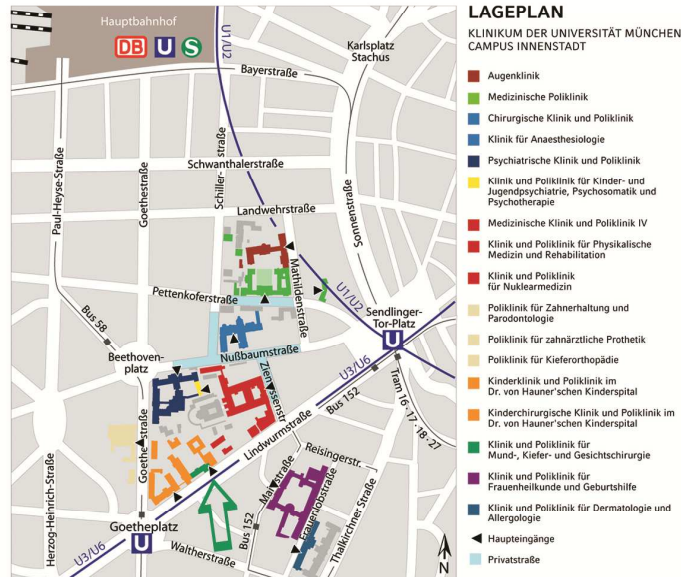 Hauptbahnhof
DB U S
U1/U2
Karlsplatz
Stachus
Bayerstraße
Paul-Heyse-Straße
Goethestraße
Schiller-straße
Schwanthalerstraße
Sonnenstraße
Landwehrstraße
Mathildenstraße
Pettenkoferstraße
U1/U2
Sendlinger-
Tor-Platz
U
Bus 58
Beethoven-
platz
Nußbaumstraße
U3/U6
Bus 152
Tram 16·17·18·27
Lindwurmstraße
Reisingerstr.
Maistraße
Frauenlobstraße
Thalkirchner Straße
Herzog-Heinrich-Straße
Goetheplatz
U
U3/U6
Waltherstraße
Bus 152
N
LAGEPLAN
KLINIKUM DER UNIVERSITÄT MÜNCHEN
CAMPUS INNENSTADT
Augenklinik
Medizinische Poliklinik
Chirurgische Klinik und Poliklinik
Klinik für Anaesthesiologie
Psychiatrische Klinik und Poliklinik
Klinik und Poliklinik für Kinder- und
Jugendpsychiatrie, Psychosomatik und
Psychotherapie
Medizinische Klinik und Poliklinik IV
Klinik und Poliklinik für Physikalische
Medizin und Rehabilitation
Klinik und Poliklinik
für Nuklearmedizin
Poliklinik für Zahnerhaltung und
Parodontologie
Poliklinik für zahnärztliche Prothetik
Poliklinik für Kieferorthopädie
Kinderklinik und Poliklinik im
Dr. von Hauner'schen Kinderspital
Kinderchirurgische Klinik und Poliklinik im
Dr. von Hauner'schen Kinderspital
Klinik und Poliklinik für
Mund-, Kiefer- und Gesichtschirurgie
Klinik und Poliklinik für
Frauenheilkunde und Geburtshilfe
Klinik und Poliklinik für Dermatologie und
Allergologie
Haupteingänge
Privatstraße